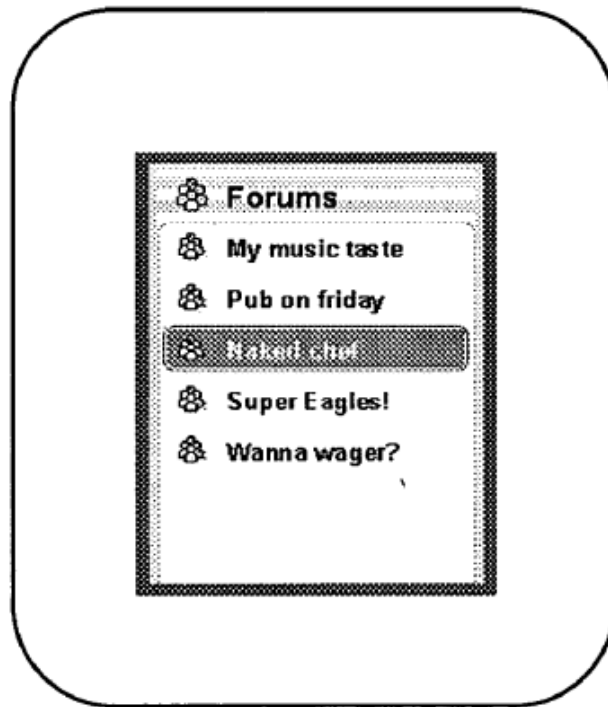 Forums
My music taste
Pub on friday
Naked chef
Super Eagles!
Wanna wager?